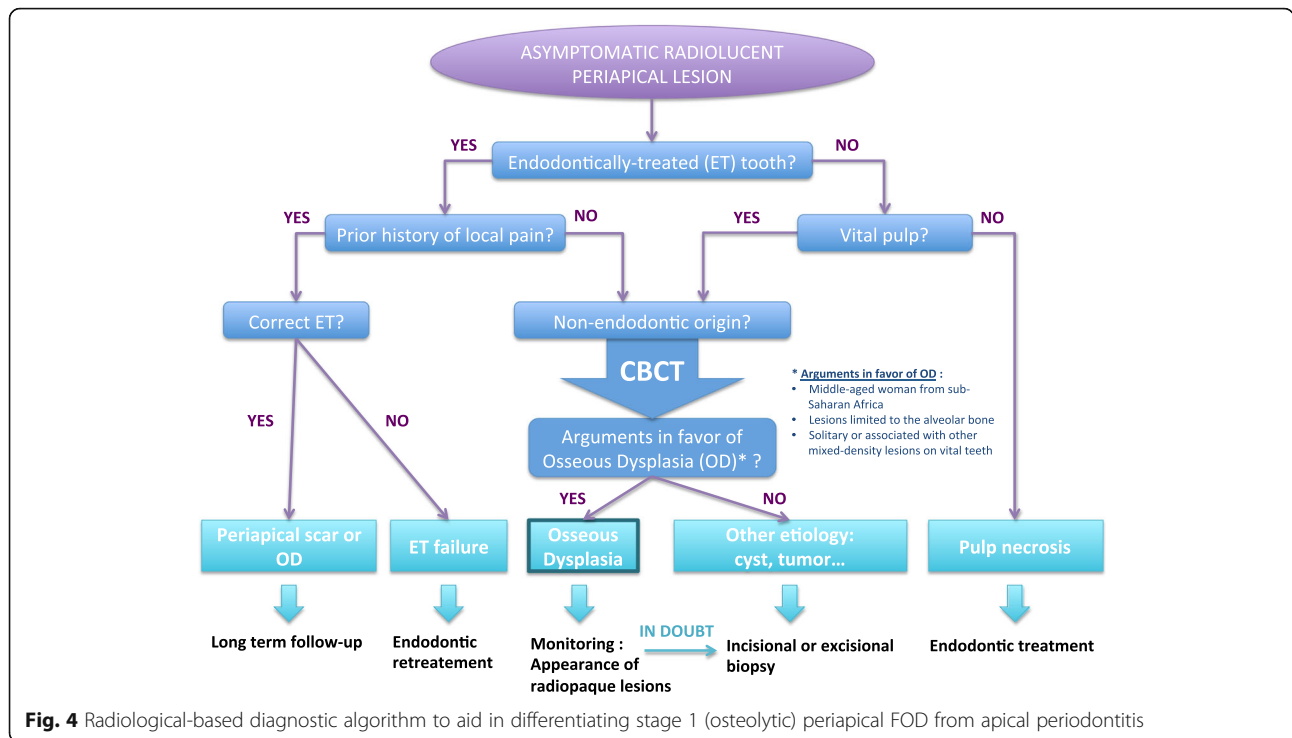 ASYMPTOMATIC RADIOLUCENT
PERIAPICAL LESION
YES
NO
Endodontically-treated (ET) tooth?
YES
NO
YES
NO
Prior history of local pain?
Vital pulp?
Correct ET?
Non-endodontic origin?
CBCT
* Arguments in favor of OD :
• Middle-aged woman from sub-
Saharan Africa
• Lesions limited to the alveolar bone
• Solitary or associated with other
mixed-density lesions on vital teeth
YES
NO
Arguments in favor of
Osseous Dysplasia (OD)* ?
YES
NO
Periapical scar or
OD
ET failure
Osseous
Dysplasia
Other etiology:
cyst, tumor...
Pulp necrosis
Long term follow-up
Endodontic
retreatement
Monitoring :
Appearance of
radiopaque lesions
IN DOUBT
Incisional or excisional
biopsy
Endodontic treatment
Fig. 4 Radiological-based diagnostic algorithm to aid in differentiating stage 1 (osteolytic) periapical FOD from apical periodontitis